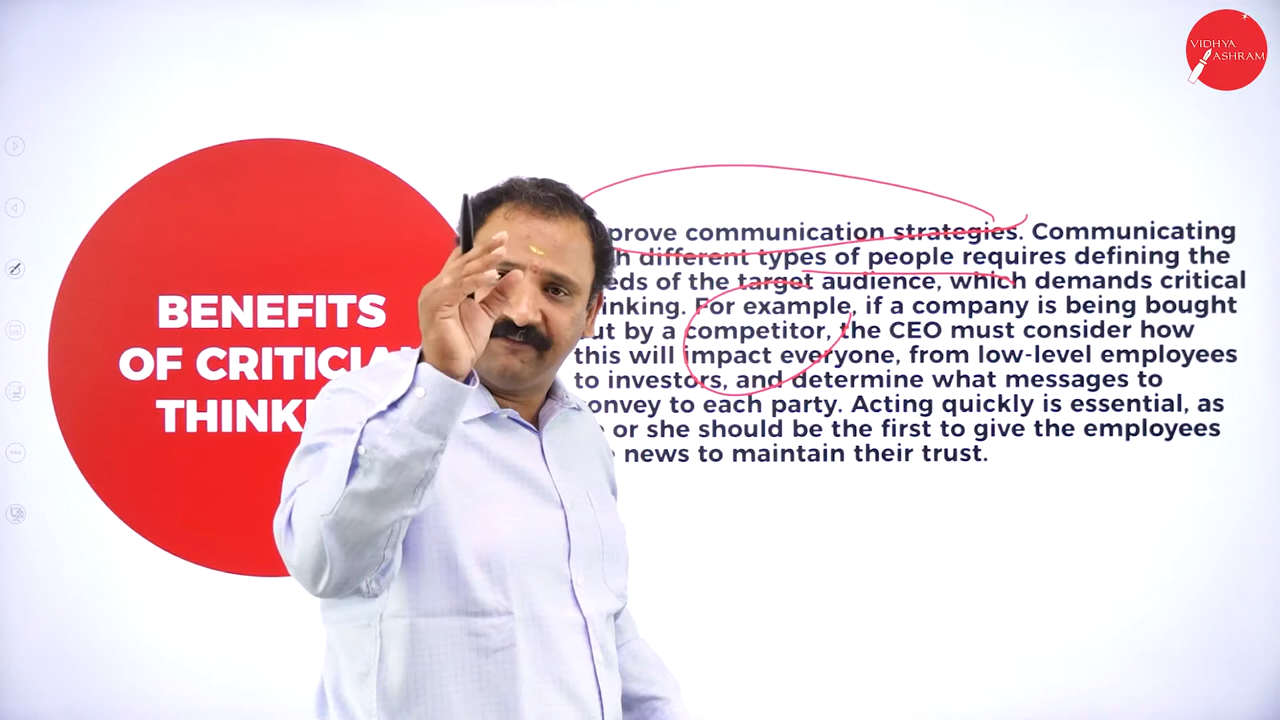 VIDHYA
ASHRAM
BENEFITS
OF CRITICIAL
THINK
prove communication strategies. Communicating
different types of people requires defining the
eds of the target audience, which demands critical
hinking. For example, if a company is being bought
out by a competitor, the CEO must consider how
this will impact everyone, from low-level employees
to investors, and determine what messages to
convey to each party. Acting quickly is essential, as
or she should be the first to give the employees
news to maintain their trust.